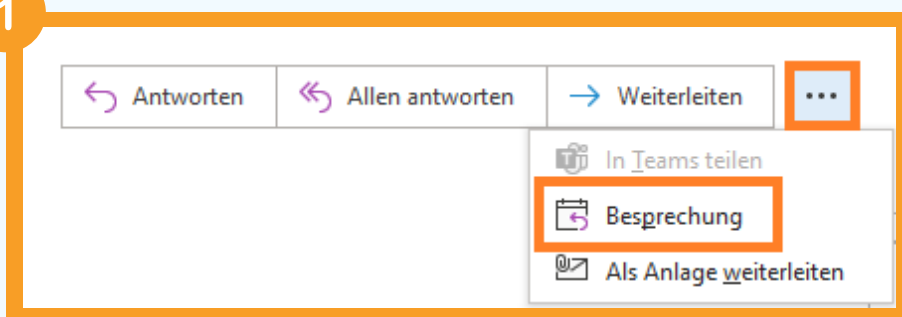 1
Antworten Allen antworten Weiterleiten ...
In Teams teilen
Besprechung
Als Anlage weiterleiten